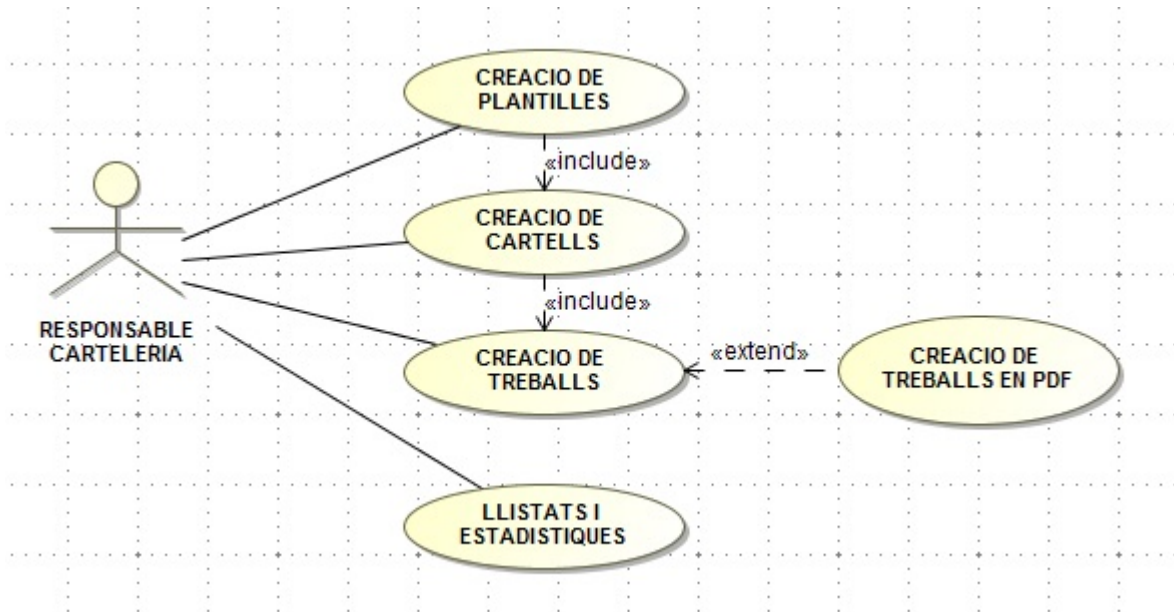 CREACIO DE
PLANTILLES
«include»
CREACIO DE
CARTELLS
«include»
RESPONSABLE
CARTELERIA
CREACIO DE
TREBALLS
«extend»
CREACIO DE
TREBALLS EN PDF
LLISTATS I
ESTADISTIQUES